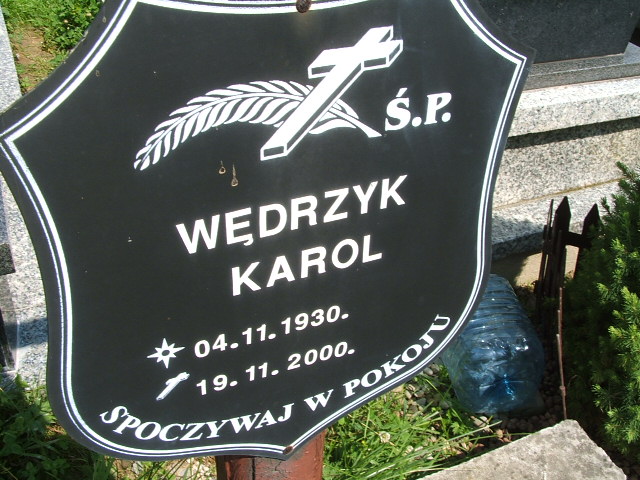 Ś.P.
WĘDRZYK
KAROL
04.11.1930.
19.11.2000.
SPOCZYWAJ W POKOJU